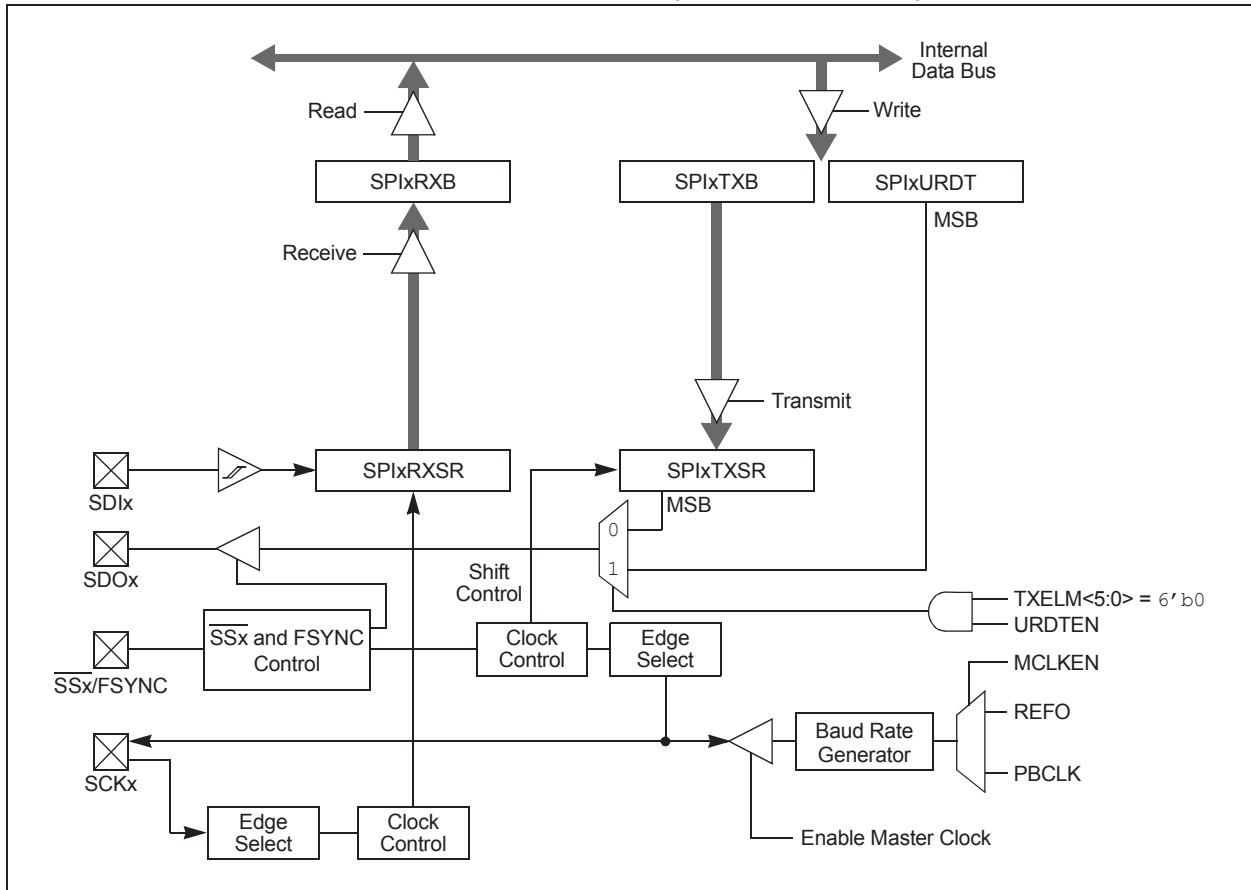 Internal
Data Bus
Read
Write
SPIxRXB
SPIxTXB
SPIxURDT
MSB
Receive
Transmit
SPIxRXSR
SPIxTXSR
SDIx
MSB
0
SDOx
1
Shift
Control
TXELM<5:0> = 6'b0
URDTEN
SSx and FSYNC
Control
Clock
Control
Edge
Select
SSx/FSYNC
MCLKEN
REFO
Baud Rate
Generator
PBCLK
SCKx
Edge
Select
Clock
Control
Enable Master Clock